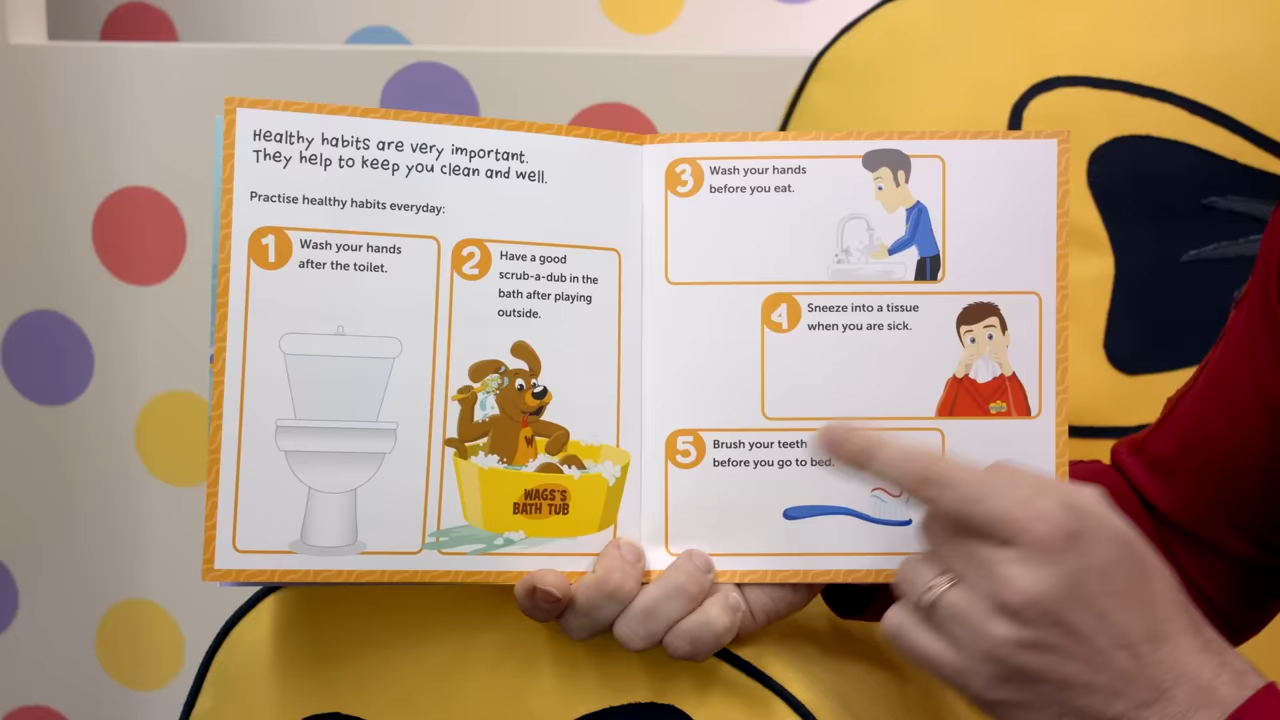 Healthy habits are very important.
They help to keep you clean and well.
Practise healthy habits everyday:
1
Wash your hands
after the toilet.
2
Have a good
scrub-a-dub in the
bath after playing
outside.
W
WAGS'S
BATH TUB
3
Wash your hands
before you eat.
4
Sneeze into a tissue
when you are sick.
5
Brush your teeth
before you go to bed.